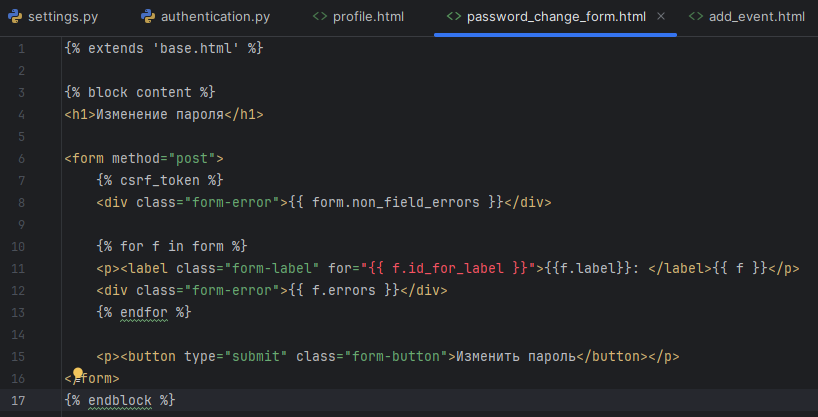 settings.py authentication.py profile.html password_change_form.html add_event.html
1 {% extends 'base.html' %}
2
3 {% block content %}
4 <h1>Изменение пароля</h1>
5
6 <form method="post">
7 {% csrf_token %}
8 <div class="form-error">{{ form.non_field_errors }}</div>
9
10 {% for f in form %}
11 <p><label class="form-label" for="{{ f.id_for_label }}">{{f.label}}: </label>{{ f }}</p>
12 <div class="form-error">{{ f.errors }}</div>
13 {% endfor %}
14
15 <p><button type="submit" class="form-button">Изменить пароль</button></p>
16 </form>
17 {% endblock %}